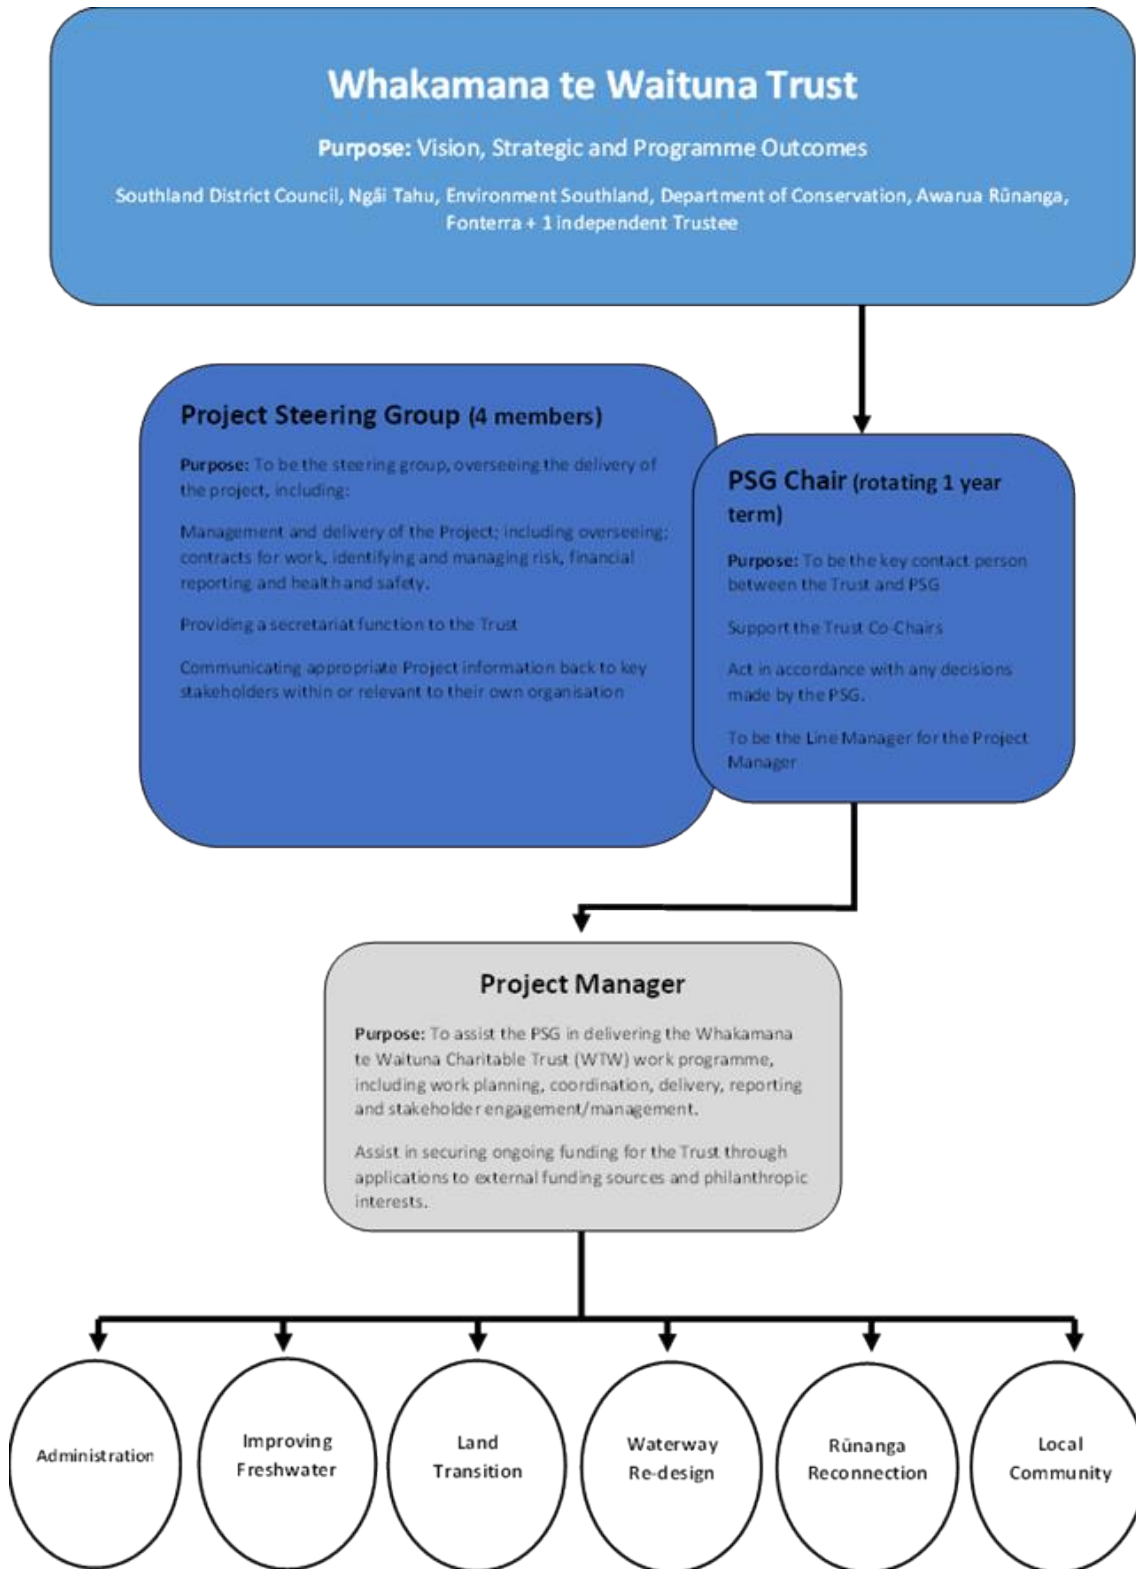 Whakamana te Waituna Trust
Purpose: Vision, Strategic and Programme Outcomes
Southland District Council, Ngāi Tahu, Environment Southland, Department of Conservation, Awarua Rūnanga,
Fonterra + 1 independent Trustee
Project Steering Group (4 members)
Purpose: To be the steering group, overseeing the delivery of
the project, including:
Management and delivery of the Project; including overseeing;
contracts for work, identifying and managing risk, financial
reporting and health and safety.
Providing a secretariat function to the Trust
Communicating appropriate Project information back to key
stakeholders within or relevant to their own organisation
PSG Chair (rotating 1 year
term)
Purpose: To be the key contact person
between the Trust and PSG
Support the Trust Co-Chairs
Act in accordance with any decisions
made by the PSG.
To be the Line Manager for the Project
Manager
Project Manager
Purpose: To assist the PSG in delivering the Whakamana
te Waituna Charitable Trust (WTW) work programme,
including work planning, coordination, delivery, reporting
and stakeholder engagement/management.
Assist in securing ongoing funding for the Trust through
applications to external funding sources and philanthropic
interests.
Administration
Improving
Freshwater
Land
Transition
Waterway
Re-design
Rūnanga
Reconnection
Local
Community